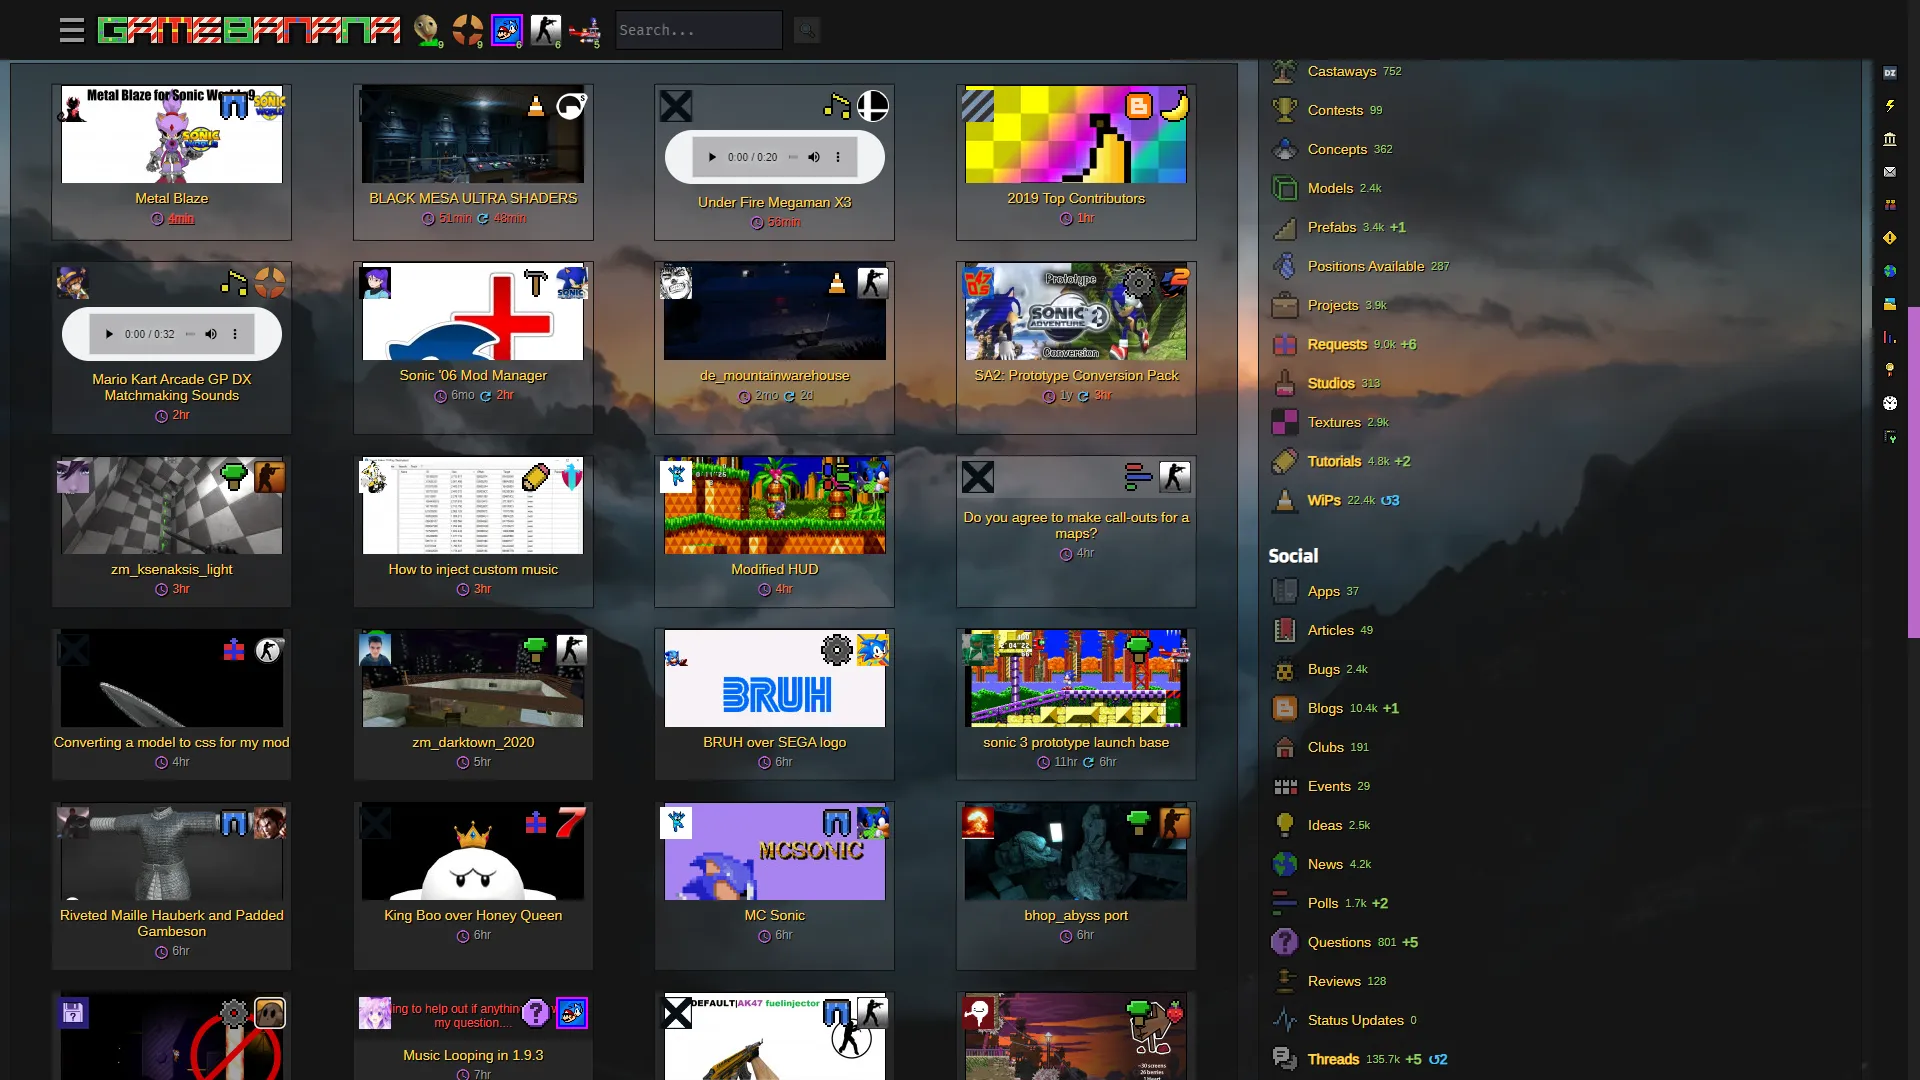 GAMEBANANA 9 9 6 6 5 Search...
Metal Blaze for Sonic World 9
Metal Blaze
4min
BLACK MESA ULTRA SHADERS
51min 48min
0:00 / 0:20
Under Fire Megaman X3
56min
2019 Top Contributors
1hr
0:00 / 0:32
Mario Kart Arcade GP DX
Matchmaking Sounds
2hr
SONIC
Sonic '06 Mod Manager
6mo 2hr
de_mountainwarehouse
2mo 2d
Prototype
SONIC
ADVENTURE 2
Conversion
SA2: Prototype Conversion Pack
1y 3hr
zm_ksenaksis_light
3hr
How to inject custom music
3hr
Modified HUD
4hr
Do you agree to make call-outs for a
maps?
4hr
Converting a model to css for my mod
4hr
zm_darktown_2020
5hr
BRUH
BRUH over SEGA logo
6hr
sonic 3 prototype launch base
11hr 6hr
Riveted Maille Hauberk and Padded
Gambeson
6hr
7
King Boo over Honey Queen
6hr
MCSONIC
MC Sonic
6hr
bhop_abyss port
6hr
ing to help out if anythin
my question....
Music Looping in 1.9.3
7hr
DEFAULT|AK47 fuelinjector
~30 screens
26 berries
1 Heart
Castaways 752
Contests 99
Concepts 362
Models 2.4k
Prefabs 3.4k +1
Positions Available 287
Projects 3.9k
Requests 9.0k +6
Studios 313
Textures 2.9k
Tutorials 4.8k +2
WiPs 22.4k 3
Social
Apps 37
Articles 49
Bugs 2.4k
Blogs 10.4k +1
Clubs 191
Events 29
Ideas 2.5k
News 4.2k
Polls 1.7k +2
Questions 801 +5
Reviews 128
Status Updates 0
Threads 135.7k +5 2
DZ